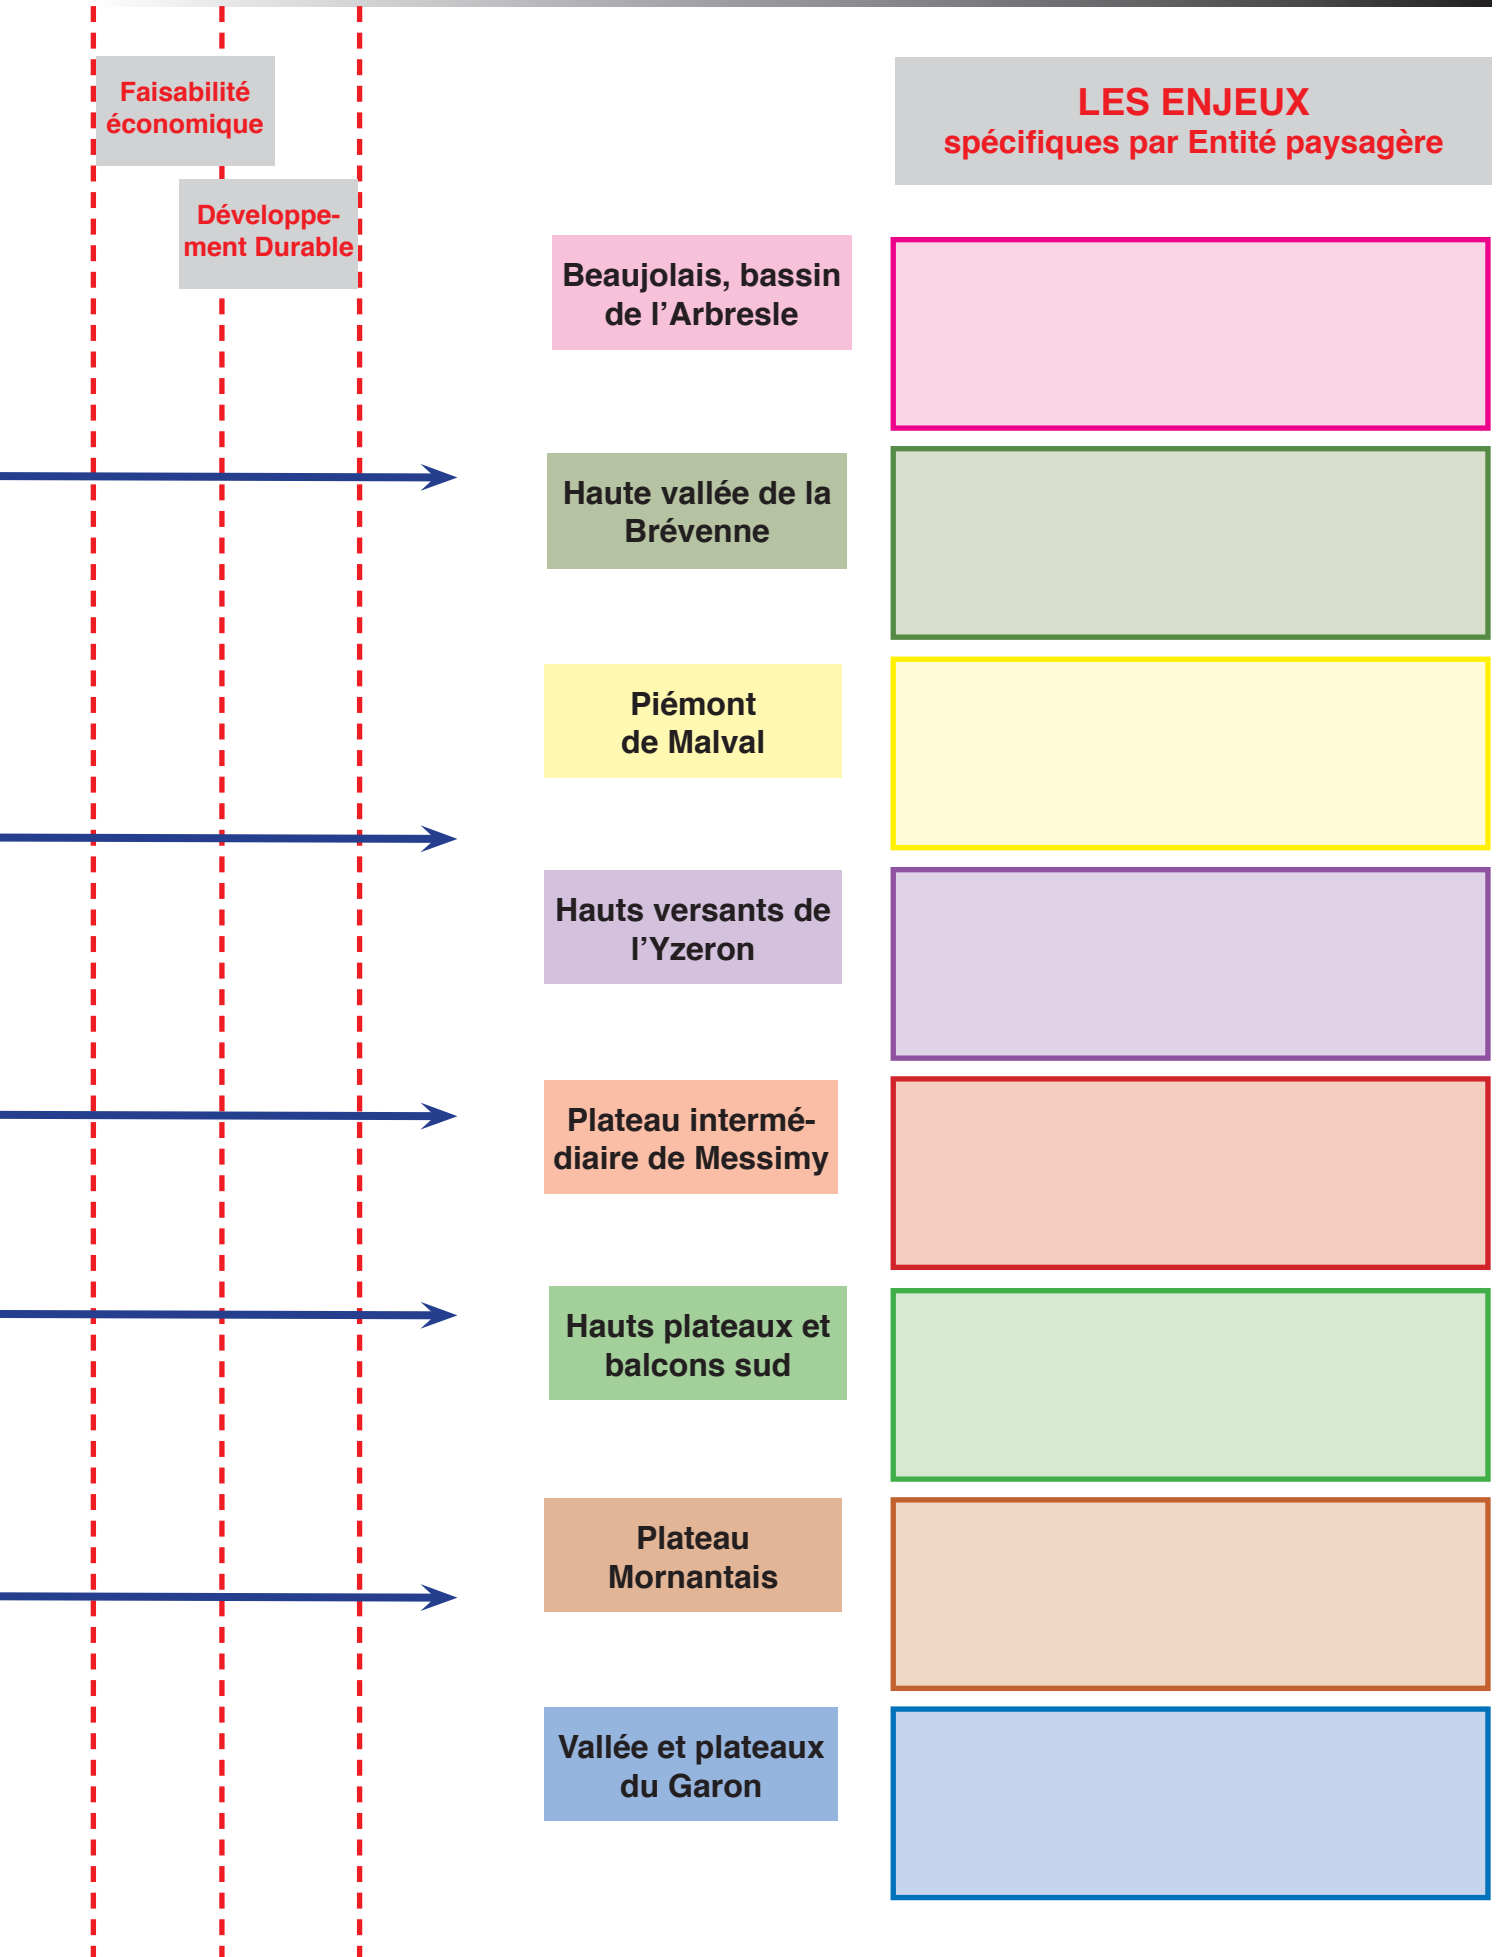 Faisabilité
économique
Développe-
ment Durable
LES ENJEUX
spécifiques par Entité paysagère
Beaujolais, bassin
de l’Arbresle
Haute vallée de la
Brévenne
Piémont
de Malval
Hauts versants de
l’Yzeron
Plateau intermé-
diaire de Messimy
Hauts plateaux et
balcons sud
Plateau
Mornantais
Vallée et plateaux
du Garon